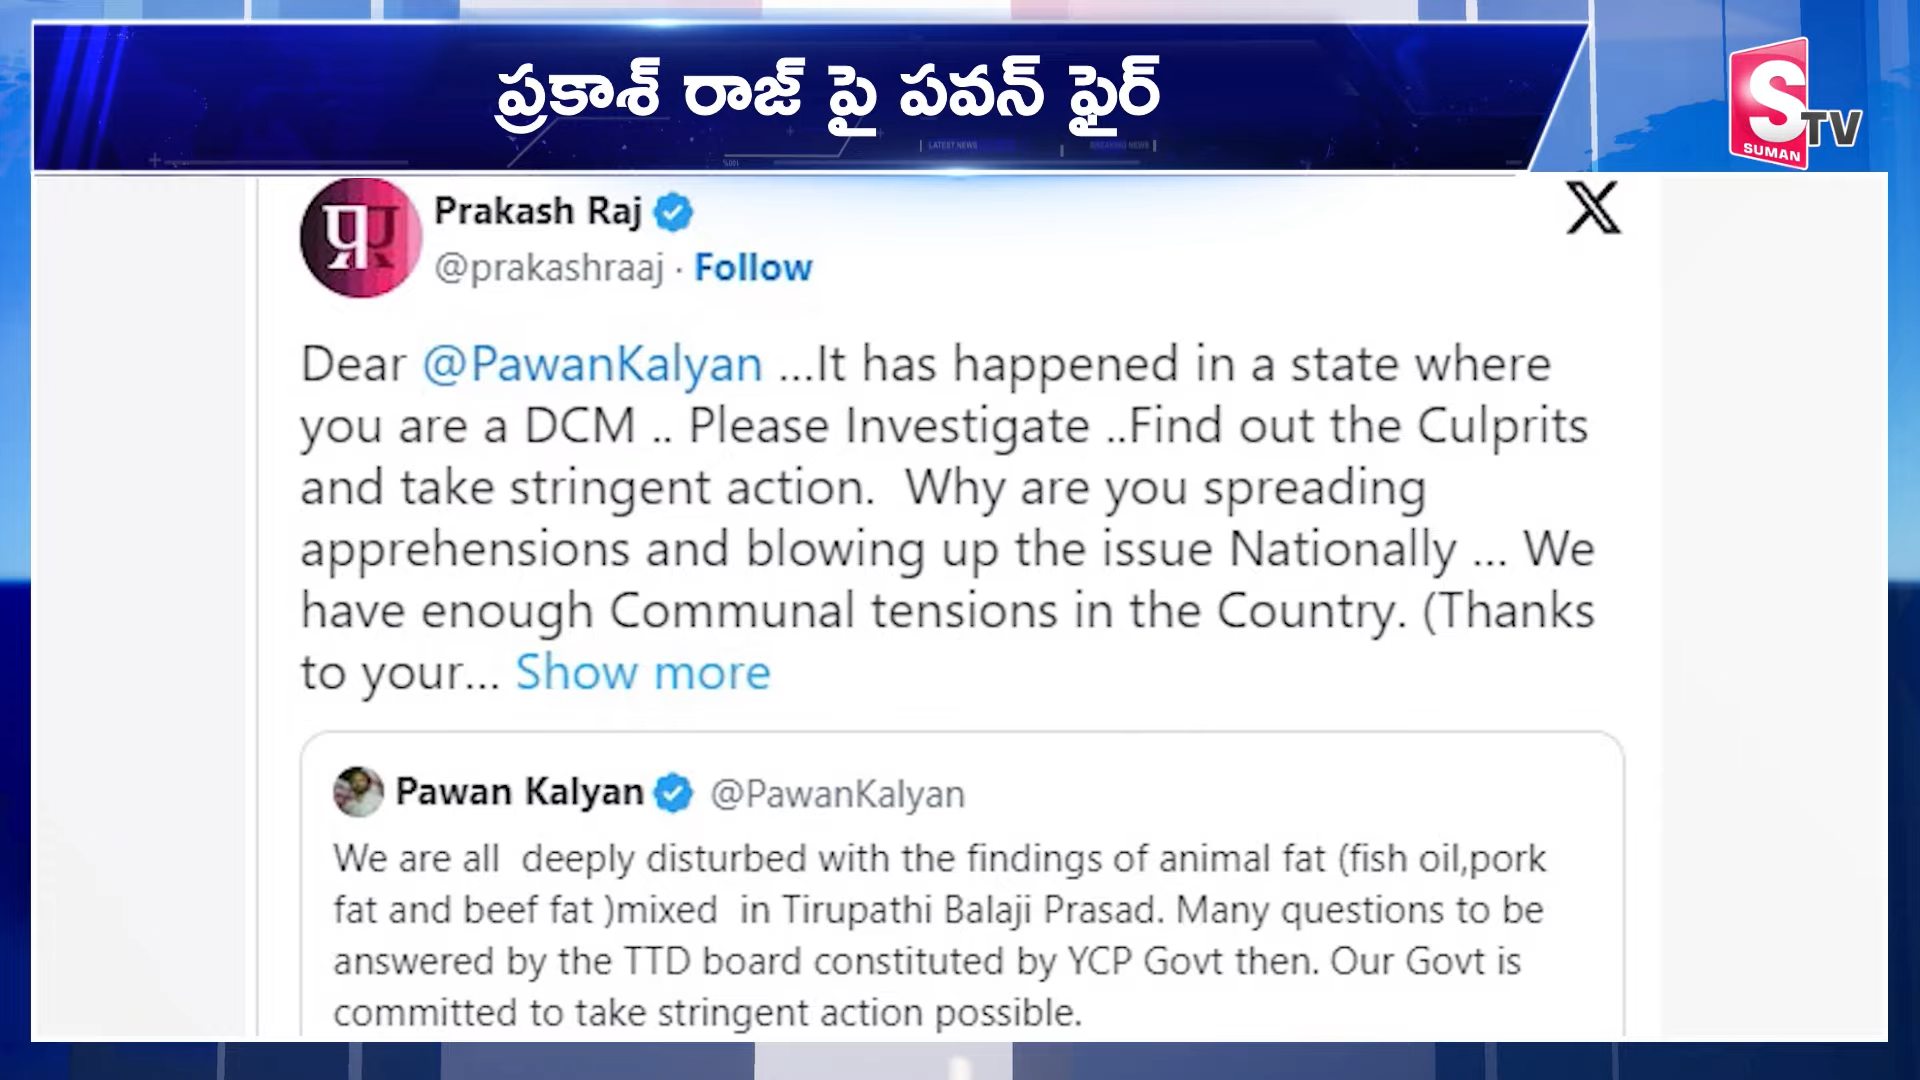 ప్రకాశ్ రాజ్ పై పవన్ ఫైర్
S TV
SUMAN
LATEST NEWS
BREAKING NEWS
Prakash Raj
@prakashraaj · Follow
X
Dear @PawanKalyan ...It has happened in a state where
you are a DCM .. Please Investigate ..Find out the Culprits
and take stringent action.  Why are you spreading
apprehensions and blowing up the issue Nationally ... We
have enough Communal tensions in the Country. (Thanks
to your... Show more
Pawan Kalyan @PawanKalyan
We are all  deeply disturbed with the findings of animal fat (fish oil,pork
fat and beef fat )mixed  in Tirupathi Balaji Prasad. Many questions to be
answered by the TTD board constituted by YCP Govt then. Our Govt is
committed to take stringent action possible.